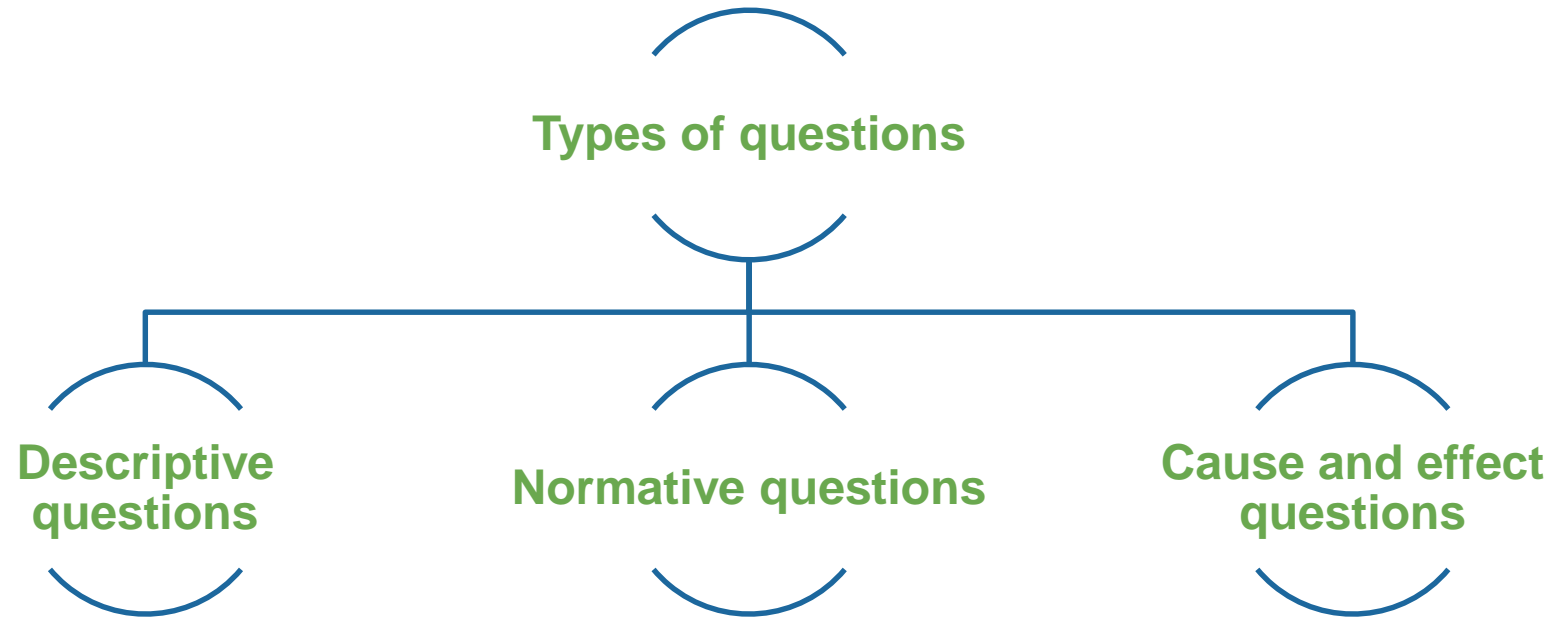 Types of questions
Descriptive
questions
Normative questions
Cause and effect
questions